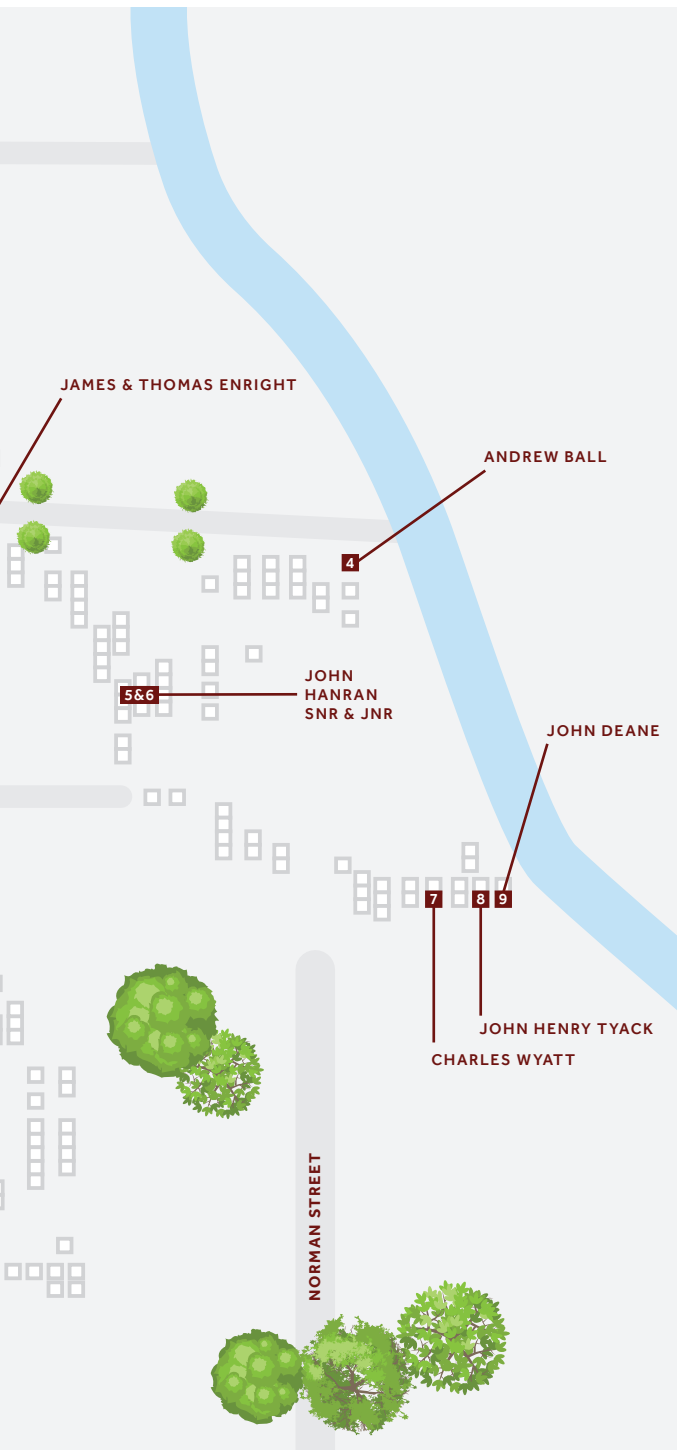 JAMES & THOMAS ENRIGHT
ANDREW BALL
4
JOHN
HANRAN
SNR & JNR
5&6
JOHN DEANE
7
8
9
JOHN HENRY TYACK
CHARLES WYATT
NORMAN STREET